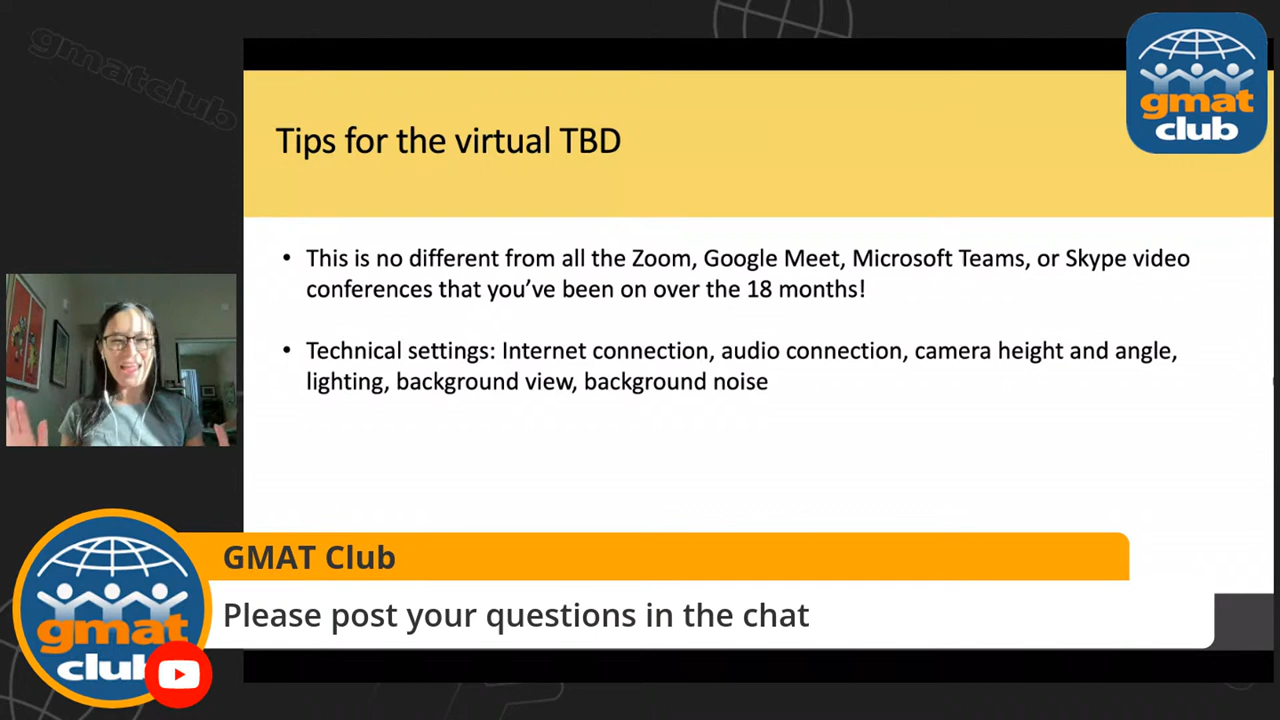 gmatclub
gmat
club
Tips for the virtual TBD
• This is no different from all the Zoom, Google Meet, Microsoft Teams, or Skype video
conferences that you’ve been on over the 18 months!
• Technical settings: Internet connection, audio connection, camera height and angle,
lighting, background view, background noise
GMAT Club
Please post your questions in the chat
gmat
club